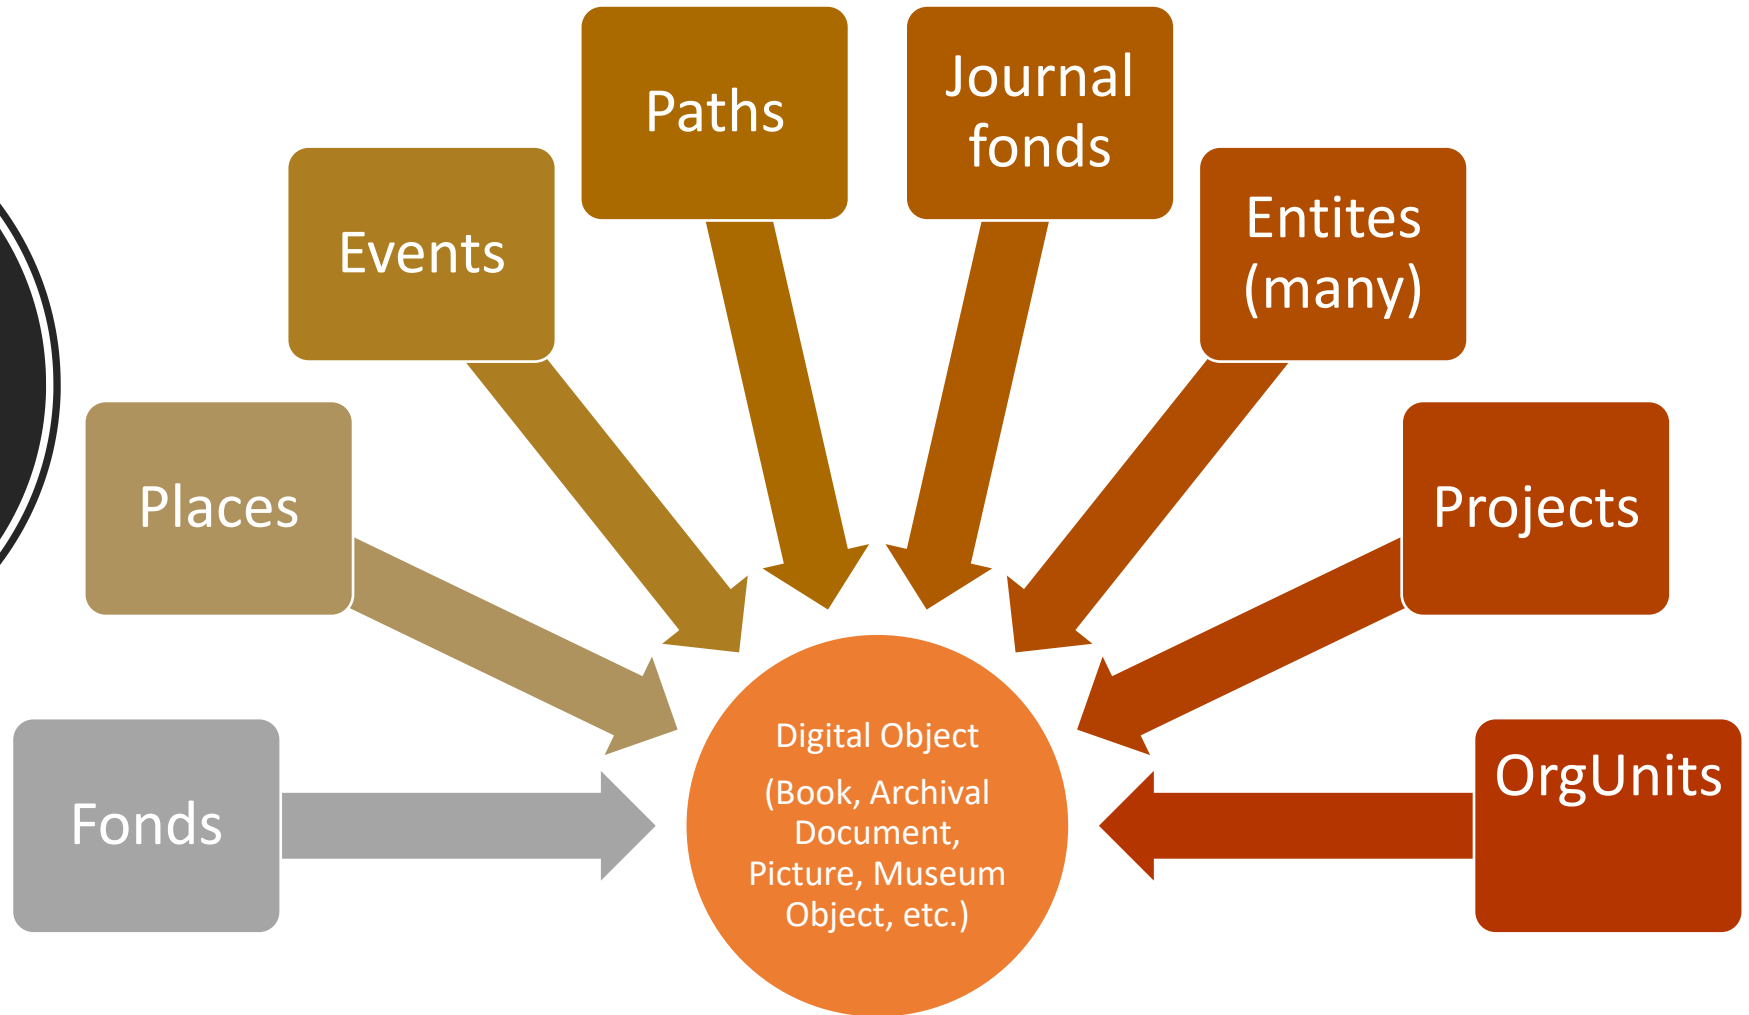 Paths
Journal
fonds
Events
Entites
(many)
Places
Projects
Fonds
OrgUnits
Digital Object
(Book, Archival
Document,
Picture, Museum
Object, etc.)